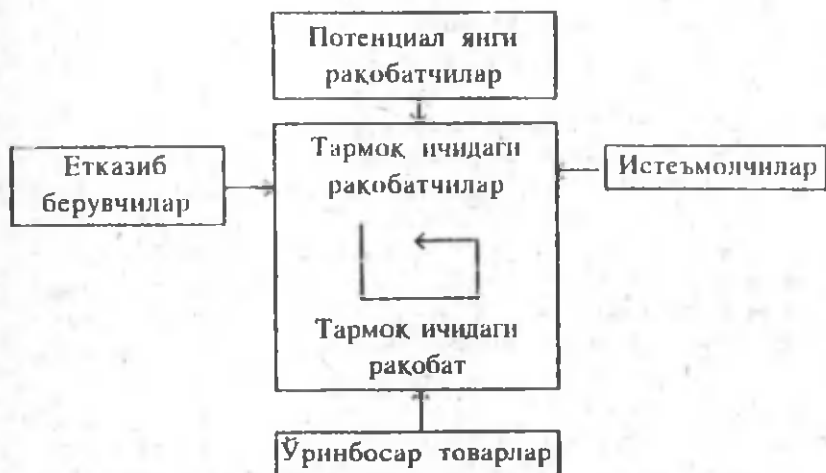 Потенциал янги
рақобатчилар
Тармоқ ичидаги
рақобатчилар
Етказиб
берувчилар
Истеъмолчилар
Тармоқ ичидаги
рақобат
Ўринбосар товарлар